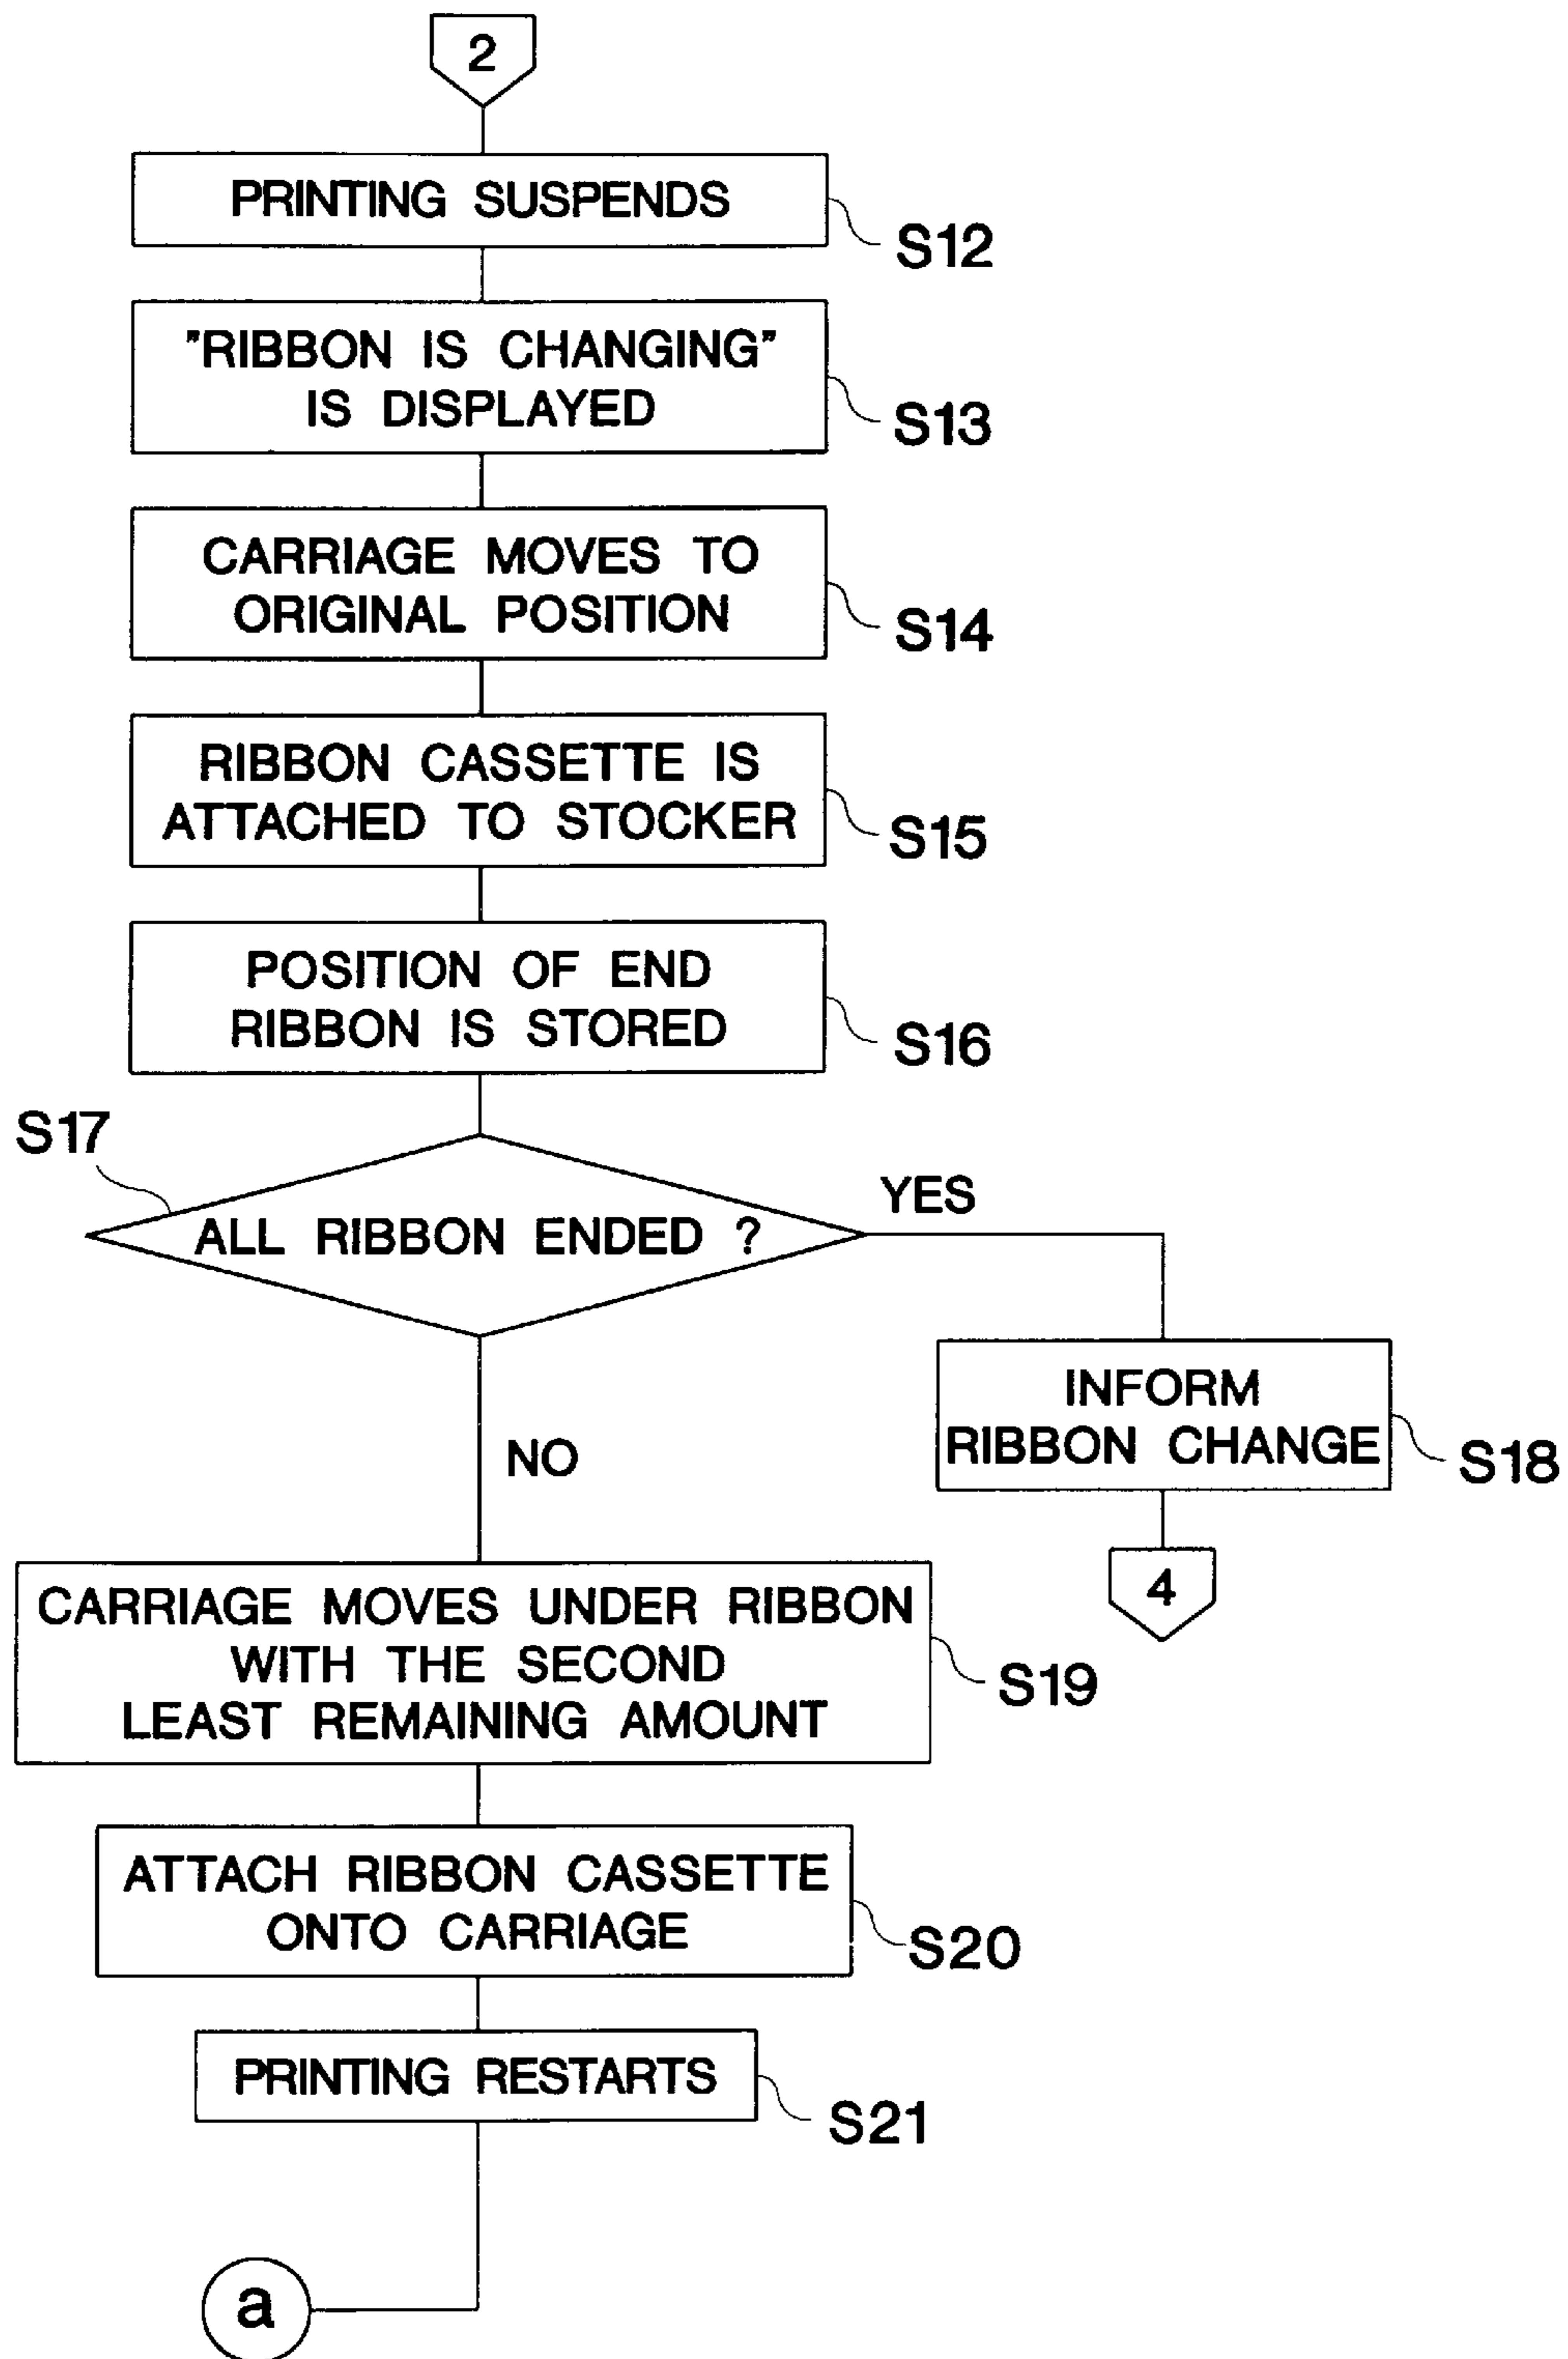 2
PRINTING SUSPENDS
S12
"RIBBON IS CHANGING"
IS DISPLAYED
S13
CARRIAGE MOVES TO
ORIGINAL POSITION
S14
RIBBON CASSETTE IS
ATTACHED TO STOCKER
S15
POSITION OF END
RIBBON IS STORED
S16
S17
ALL RIBBON ENDED ?
YES
NO
INFORM
RIBBON CHANGE
S18
4
CARRIAGE MOVES UNDER RIBBON
WITH THE SECOND
LEAST REMAINING AMOUNT
S19
ATTACH RIBBON CASSETTE
ONTO CARRIAGE
S20
PRINTING RESTARTS
S21
a